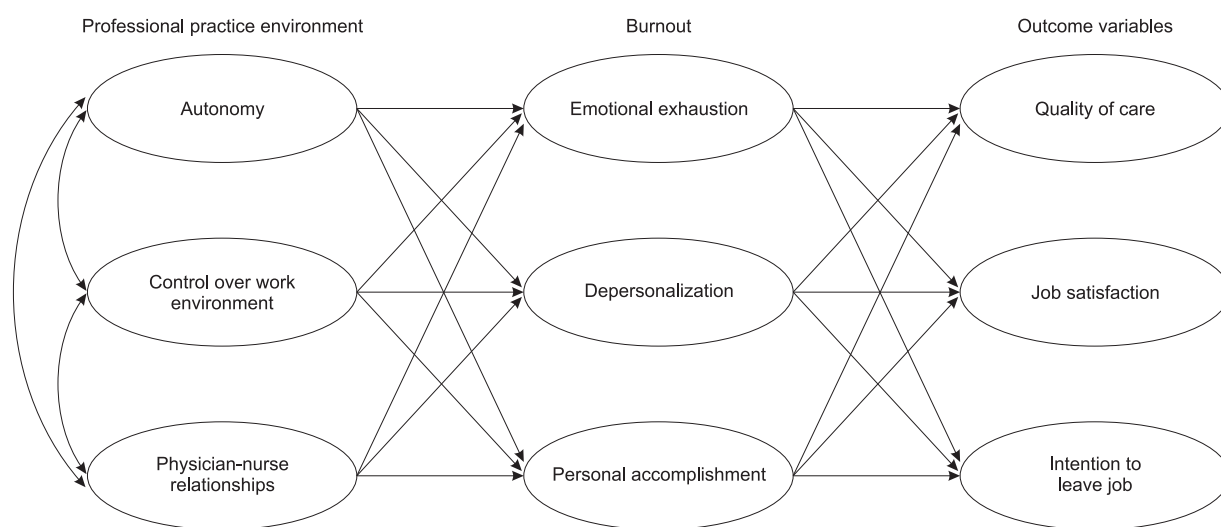 Professional practice environment
Burnout
Outcome variables
Autonomy
Emotional exhaustion
Quality of care
Control over work
environment
Depersonalization
Job satisfaction
Physician-nurse
relationships
Personal accomplishment
Intention to
leave job